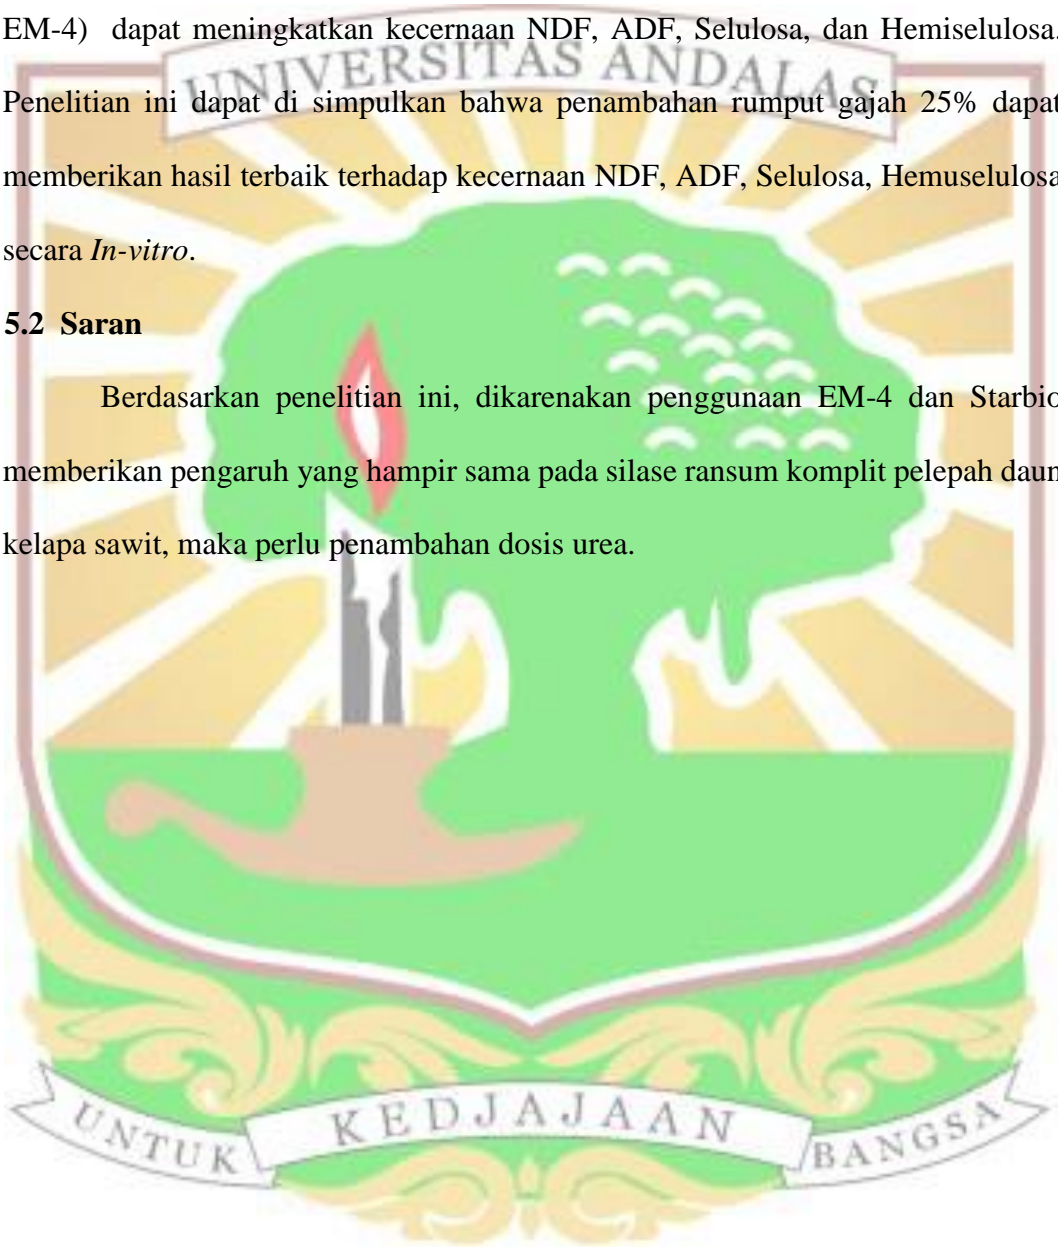 EM-4) dapat meningkatkan kecernaan NDF, ADF, Selulosa, dan Hemiselulosa.
UNIVERSITAS ANDALAS
Penelitian ini dapat di simpulkan bahwa penambahan rumput gajah 25% dapat
memberikan hasil terbaik terhadap kecernaan NDF, ADF, Selulosa, Hemuselulosa
secara In-vitro.
5.2 Saran
Berdasarkan penelitian ini, dikarenakan penggunaan EM-4 dan Starbio
memberikan pengaruh yang hampir sama pada silase ransum komplit pelepah daun
kelapa sawit, maka perlu penambahan dosis urea.
UNTUK KEDJAJAAN BANGSA